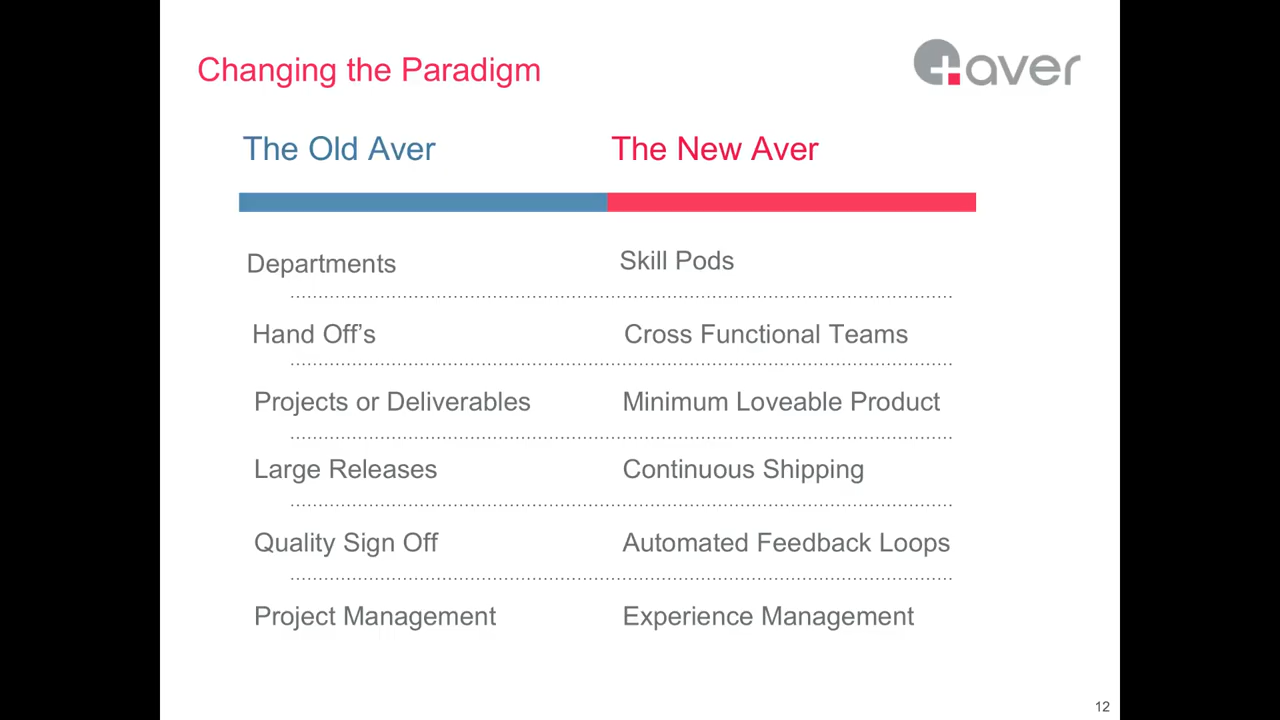 Changing the Paradigm
aver
The Old Aver
The New Aver
Departments
Skill Pods
Hand Off’s
Cross Functional Teams
Projects or Deliverables
Minimum Loveable Product
Large Releases
Continuous Shipping
Quality Sign Off
Automated Feedback Loops
Project Management
Experience Management
12